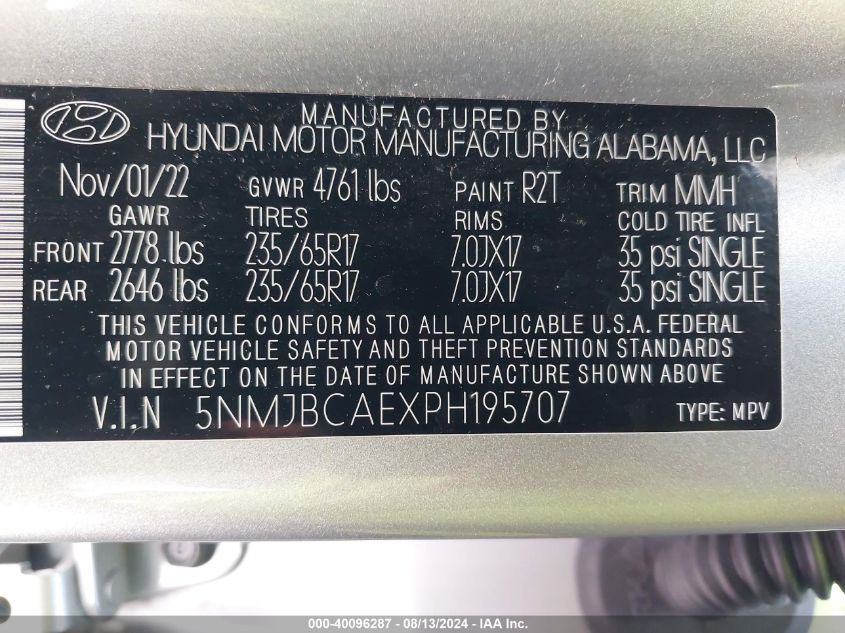 MANUFACTURED BY
HYUNDAI MOTOR MANUFACTURING ALABAMA, LLC
Nov/01/22 GVWR 4761 lbs PAINT R2T TRIM MMH
GAWR TIRES RIMS COLD TIRE INFL
FRONT 2778 lbs 235/65R17 7.0JX17 35 psi SINGLE
REAR 2646 lbs 235/65R17 7.0JX17 35 psi SINGLE
THIS VEHICLE CONFORMS TO ALL APPLICABLE U.S.A. FEDERAL
MOTOR VEHICLE SAFETY AND THEFT PREVENTION STANDARDS
IN EFFECT ON THE DATE OF MANUFACTURE SHOWN ABOVE
V.I.N 5NMJBCAEXPH195707 TYPE: MPV
000-40096287 - 08/13/2024 - IAA Inc.